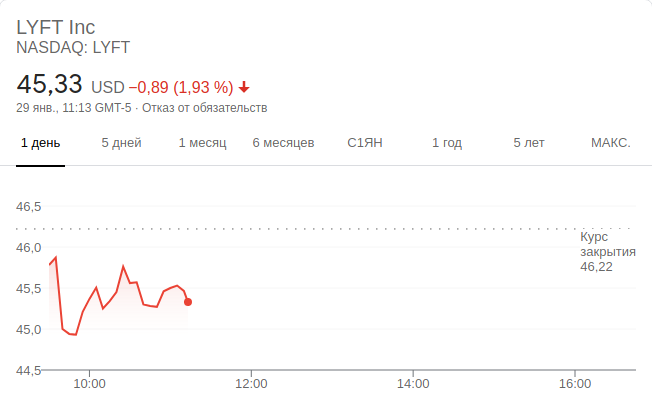 LYFT Inc
NASDAQ: LYFT
45,33 USD −0,89 (1,93 %)
29 янв., 11:13 GMT-5 · Отказ от обязательств
1 день 5 дней 1 месяц 6 месяцев С1ЯН 1 год 5 лет МАКС.
46,5
Курс
закрытия
46,22
46,0
45,5
45,0
44,5
10:00 12:00 14:00 16:00